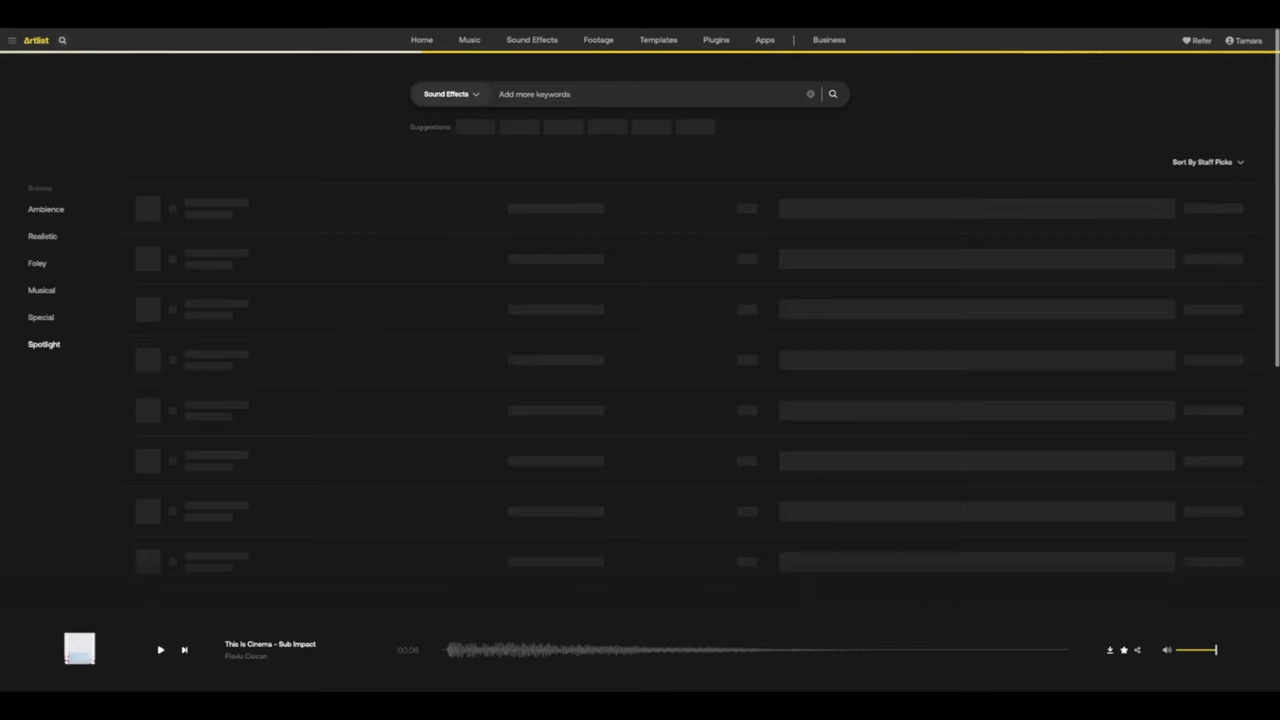 Artlist
Home Music Sound Effects Footage Templates Plugins Apps | Business
Refer Tamara
Sound Effects Add more keywords
Suggestions:
Sort By Staff Picks
Browse
Ambience
Realistic
Foley
Musical
Special
Spotlight
This Is Cinema - Sub Impact
Flaviu Ciocan
00:06